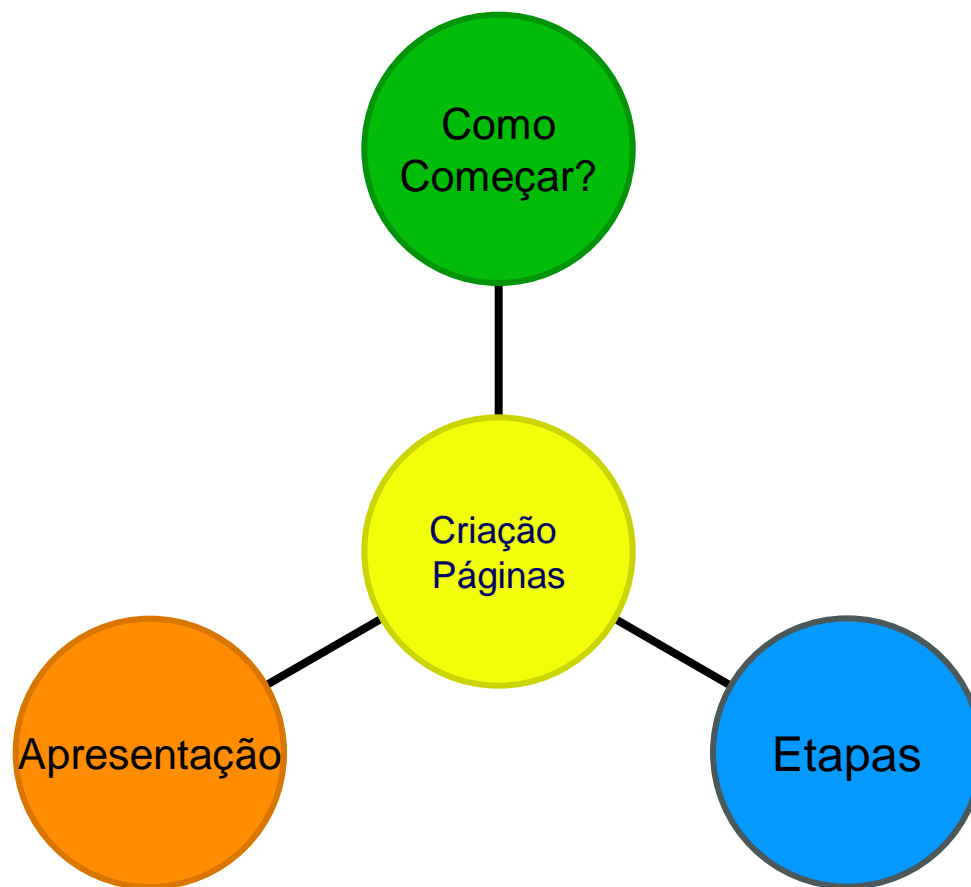 Como
Começar?
Criação
Páginas
Apresentação
Etapas